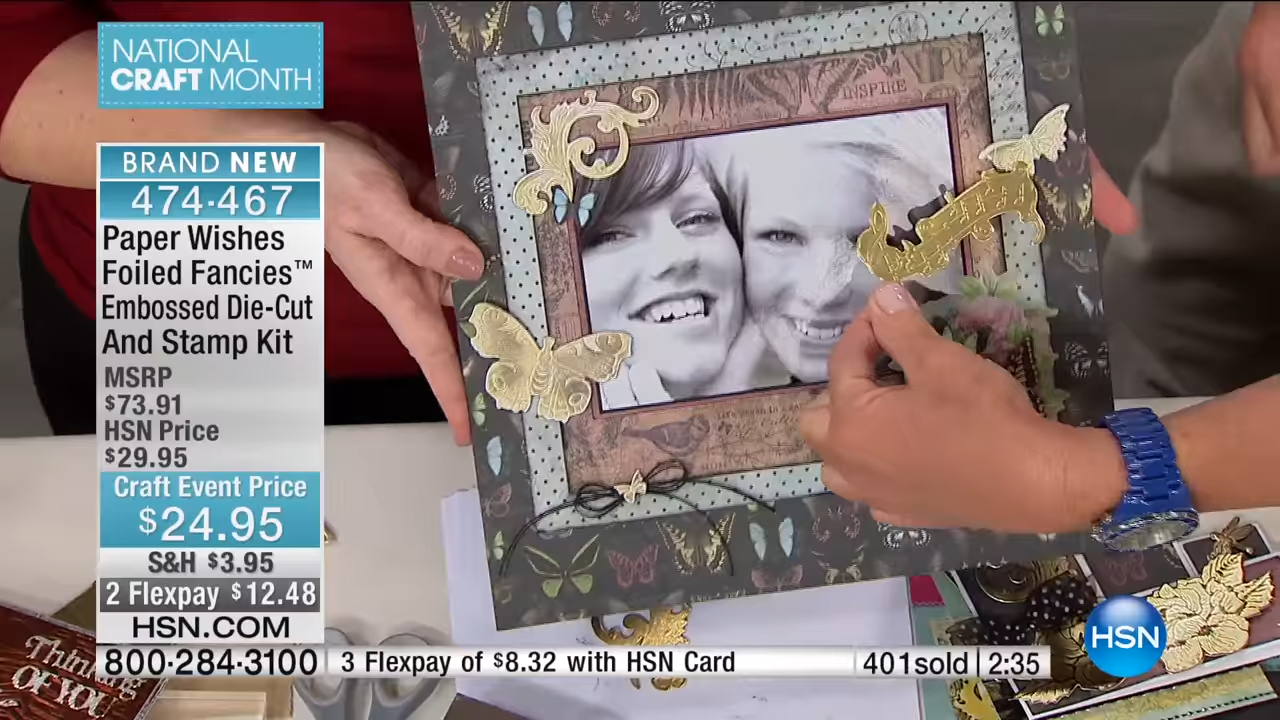 NATIONAL
CRAFT MONTH
BRAND NEW
474·467
Paper Wishes
Foiled Fancies™
Embossed Die-Cut
And Stamp Kit
MSRP
$73.91
HSN Price
$29.95
Craft Event Price
$24.95
S&H $3.95
2 Flexpay $12.48
HSN.COM
800·284·3100
3 Flexpay of $8.32 with HSN Card
401sold
2:35
HSN
INSPIRE
Thinking
OF YOU